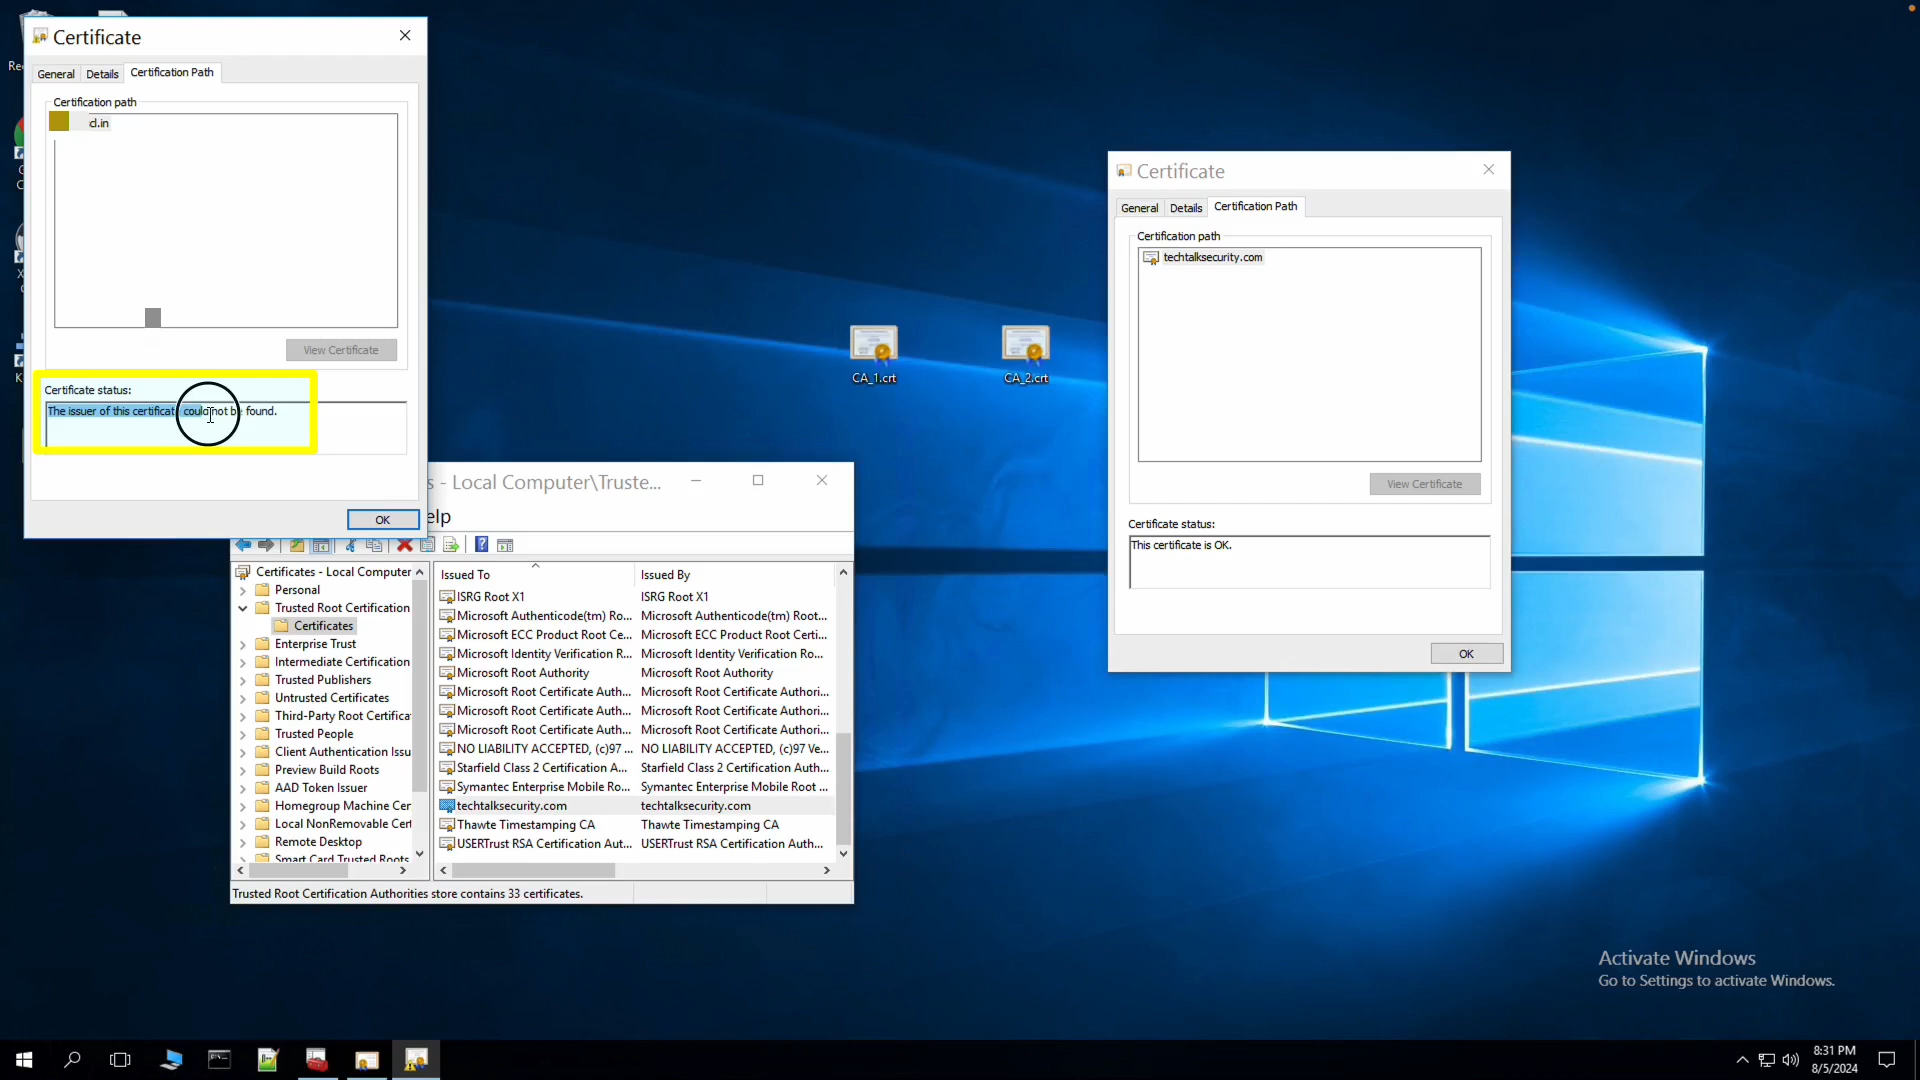 Certificate
General
Details
Certification Path
Certification path
cl.in
View Certificate
Certificate status:
The issuer of this certificate could not be found.
OK
Certificate
General
Details
Certification Path
Certification path
techtalksecurity.com
View Certificate
Certificate status:
This certificate is OK.
OK
CA_1.crt
CA_2.crt
s - Local Computer\Truste...
elp
Certificates - Local Computer
Personal
Trusted Root Certification
Certificates
Enterprise Trust
Intermediate Certification
Trusted Publishers
Untrusted Certificates
Third-Party Root Certifica
Trusted People
Client Authentication Issu
Preview Build Roots
AAD Token Issuer
Homegroup Machine Cer
Local NonRemovable Cert
Remote Desktop
Smart Card Trusted Roots
Issued To
Issued By
ISRG Root X1
ISRG Root X1
Microsoft Authenticode(tm) Ro...
Microsoft Authenticode(tm) Root...
Microsoft ECC Product Root Ce...
Microsoft ECC Product Root Certi...
Microsoft Identity Verification R...
Microsoft Identity Verification Ro...
Microsoft Root Authority
Microsoft Root Authority
Microsoft Root Certificate Auth...
Microsoft Root Certificate Authori...
Microsoft Root Certificate Auth...
Microsoft Root Certificate Authori...
Microsoft Root Certificate Auth...
Microsoft Root Certificate Authori...
NO LIABILITY ACCEPTED, (c)97 ...
NO LIABILITY ACCEPTED, (c)97 Ve...
Starfield Class 2 Certification A...
Starfield Class 2 Certification Auth...
Symantec Enterprise Mobile Ro...
Symantec Enterprise Mobile Root ...
techtalksecurity.com
techtalksecurity.com
Thawte Timestamping CA
Thawte Timestamping CA
USERTrust RSA Certification Aut...
USERTrust RSA Certification Auth...
Trusted Root Certification Authorities store contains 33 certificates.
Activate Windows
Go to Settings to activate Windows.
8:31 PM
8/5/2024